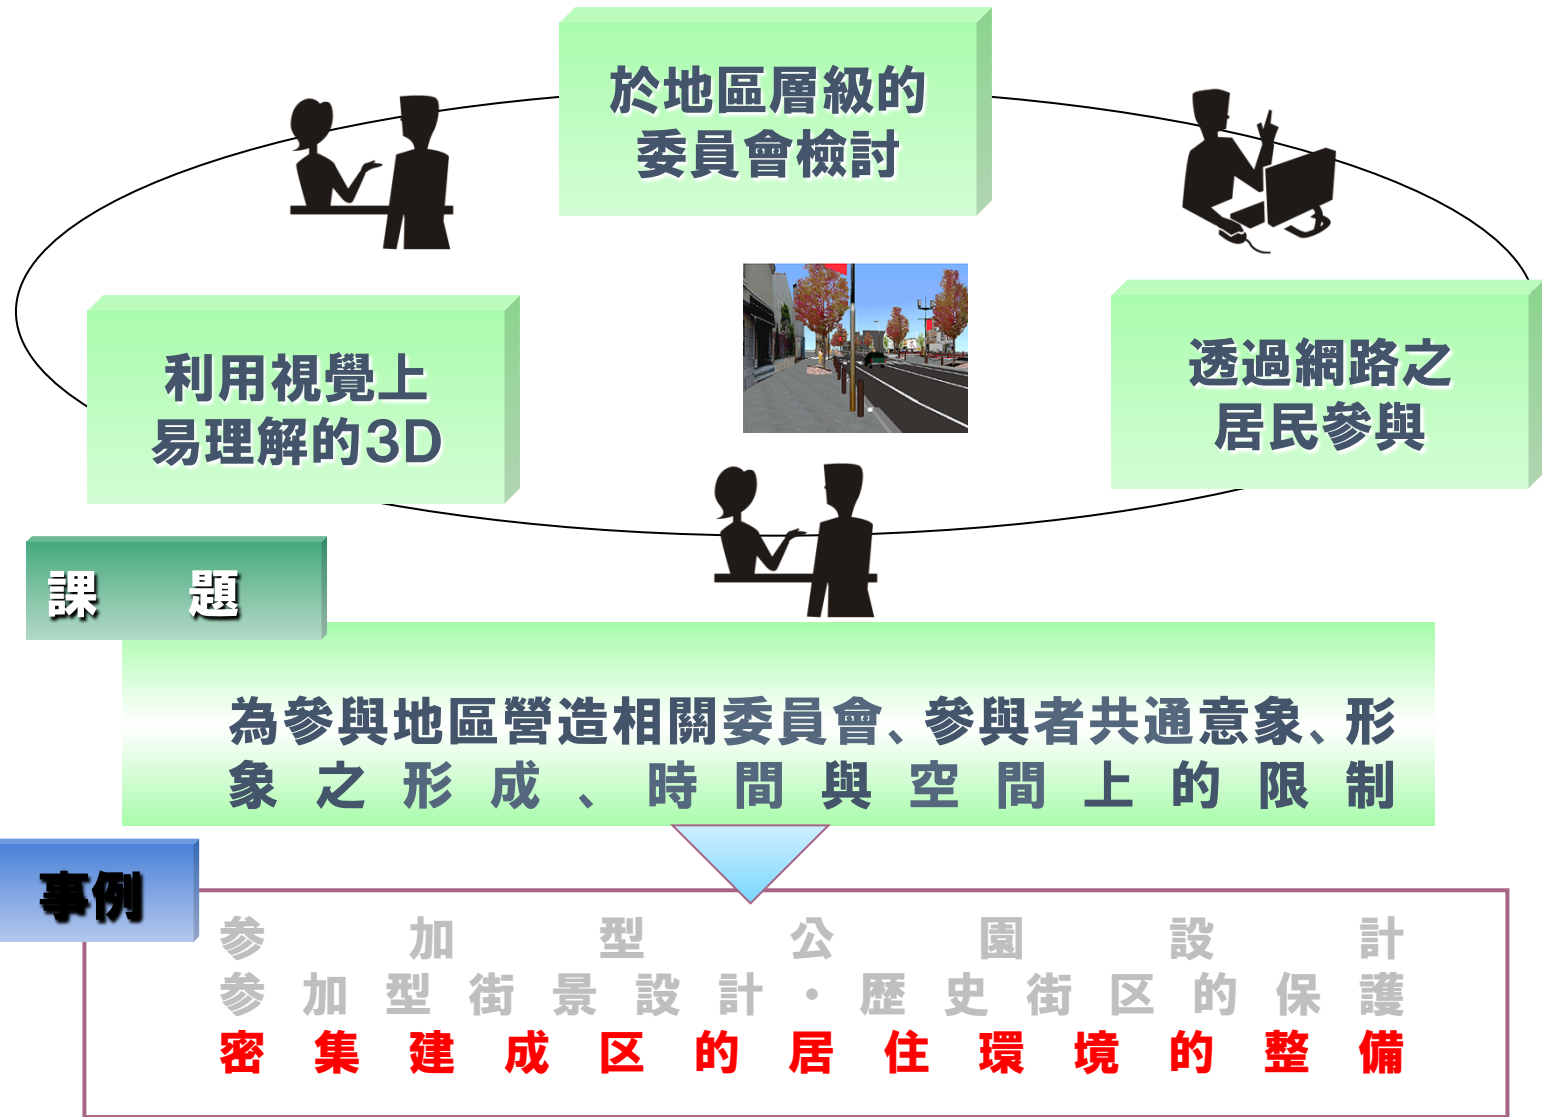 於地區層級的
委員會檢討
利用視覺上
易理解的3D
透過網路之
居民參與
課題
為參與地區營造相關委員會、參與者共通意象、形
象之形成、時間與空間上的限制
事例
参加型公園設計
参加型街景設計・歷史街区的保護
密集建成区的居住環境的整備